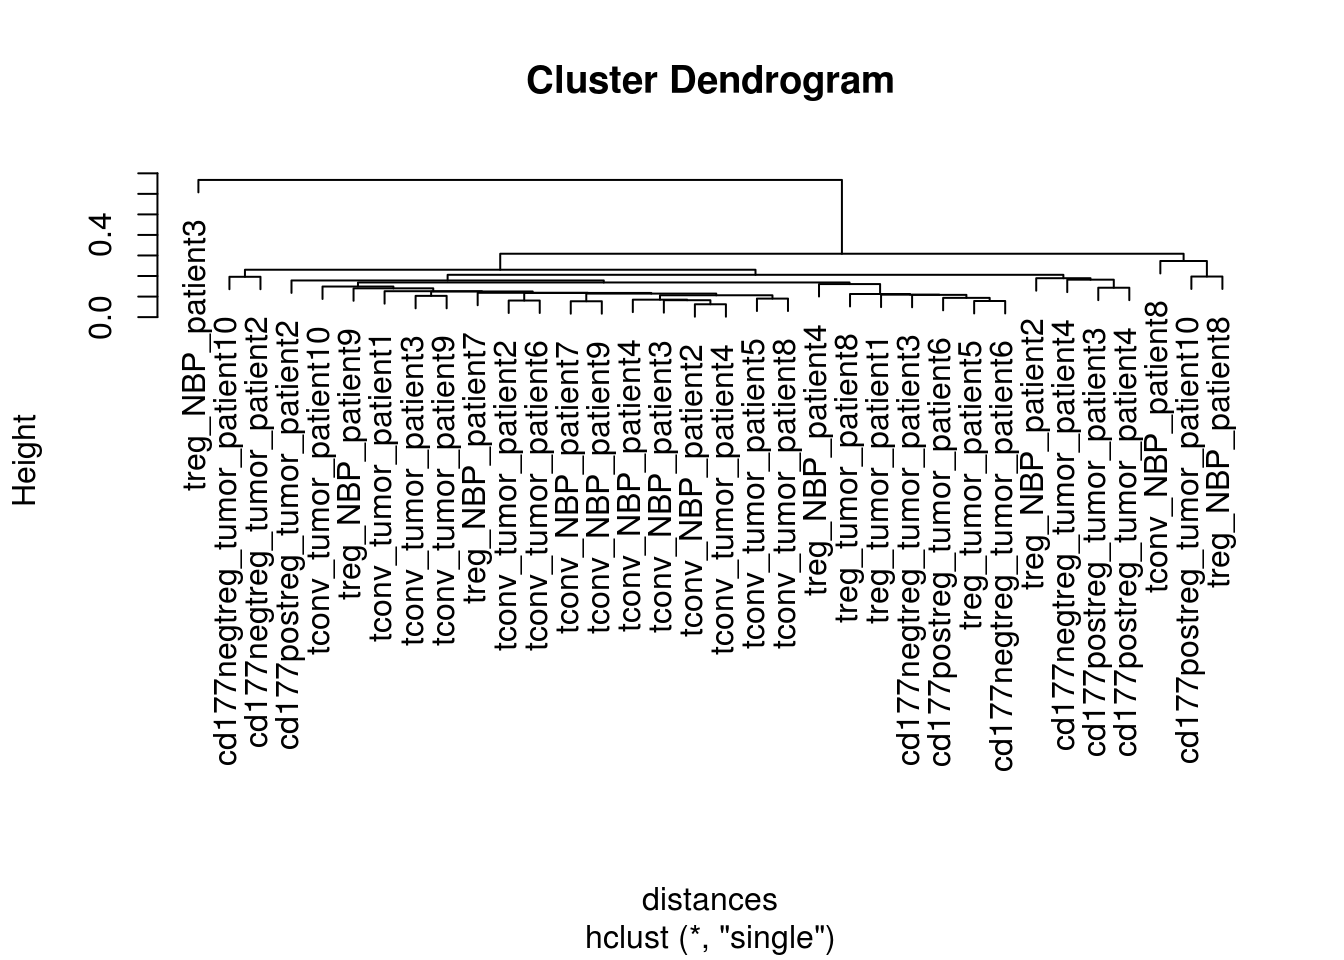 Cluster Dendrogram
Height
0.4
0.0
treg_NBP_patient3
cd177negtreg_tumor_patient10
cd177negtreg_tumor_patient2
cd177postreg_tumor_patient2
tconv_tumor_patient10
treg_NBP_patient9
tconv_tumor_patient1
tconv_tumor_patient3
tconv_tumor_patient9
treg_NBP_patient7
tconv_tumor_patient2
tconv_tumor_patient6
tconv_NBP_patient7
tconv_NBP_patient9
tconv_NBP_patient4
tconv_NBP_patient3
tconv_NBP_patient2
tconv_tumor_patient4
tconv_tumor_patient5
tconv_tumor_patient8
treg_NBP_patient4
treg_tumor_patient8
treg_tumor_patient1
cd177negtreg_tumor_patient3
cd177postreg_tumor_patient6
treg_tumor_patient5
cd177negtreg_tumor_patient6
treg_NBP_patient2
cd177negtreg_tumor_patient4
cd177postreg_tumor_patient3
cd177postreg_tumor_patient4
tconv_NBP_patient8
cd177postreg_tumor_patient10
treg_NBP_patient8
distances
hclust (*, "single")